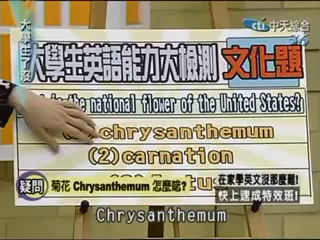 大學生了沒
cti 中天綜合
大學生英語能力大檢測 文化題
is the national flower of the United States?
chrysanthemum
(2)carnation
疑問 菊花 Chrysanthemum 怎麼唸?
在家學英文沒那麼難!
快上速成特效班!
Chrysanthemum